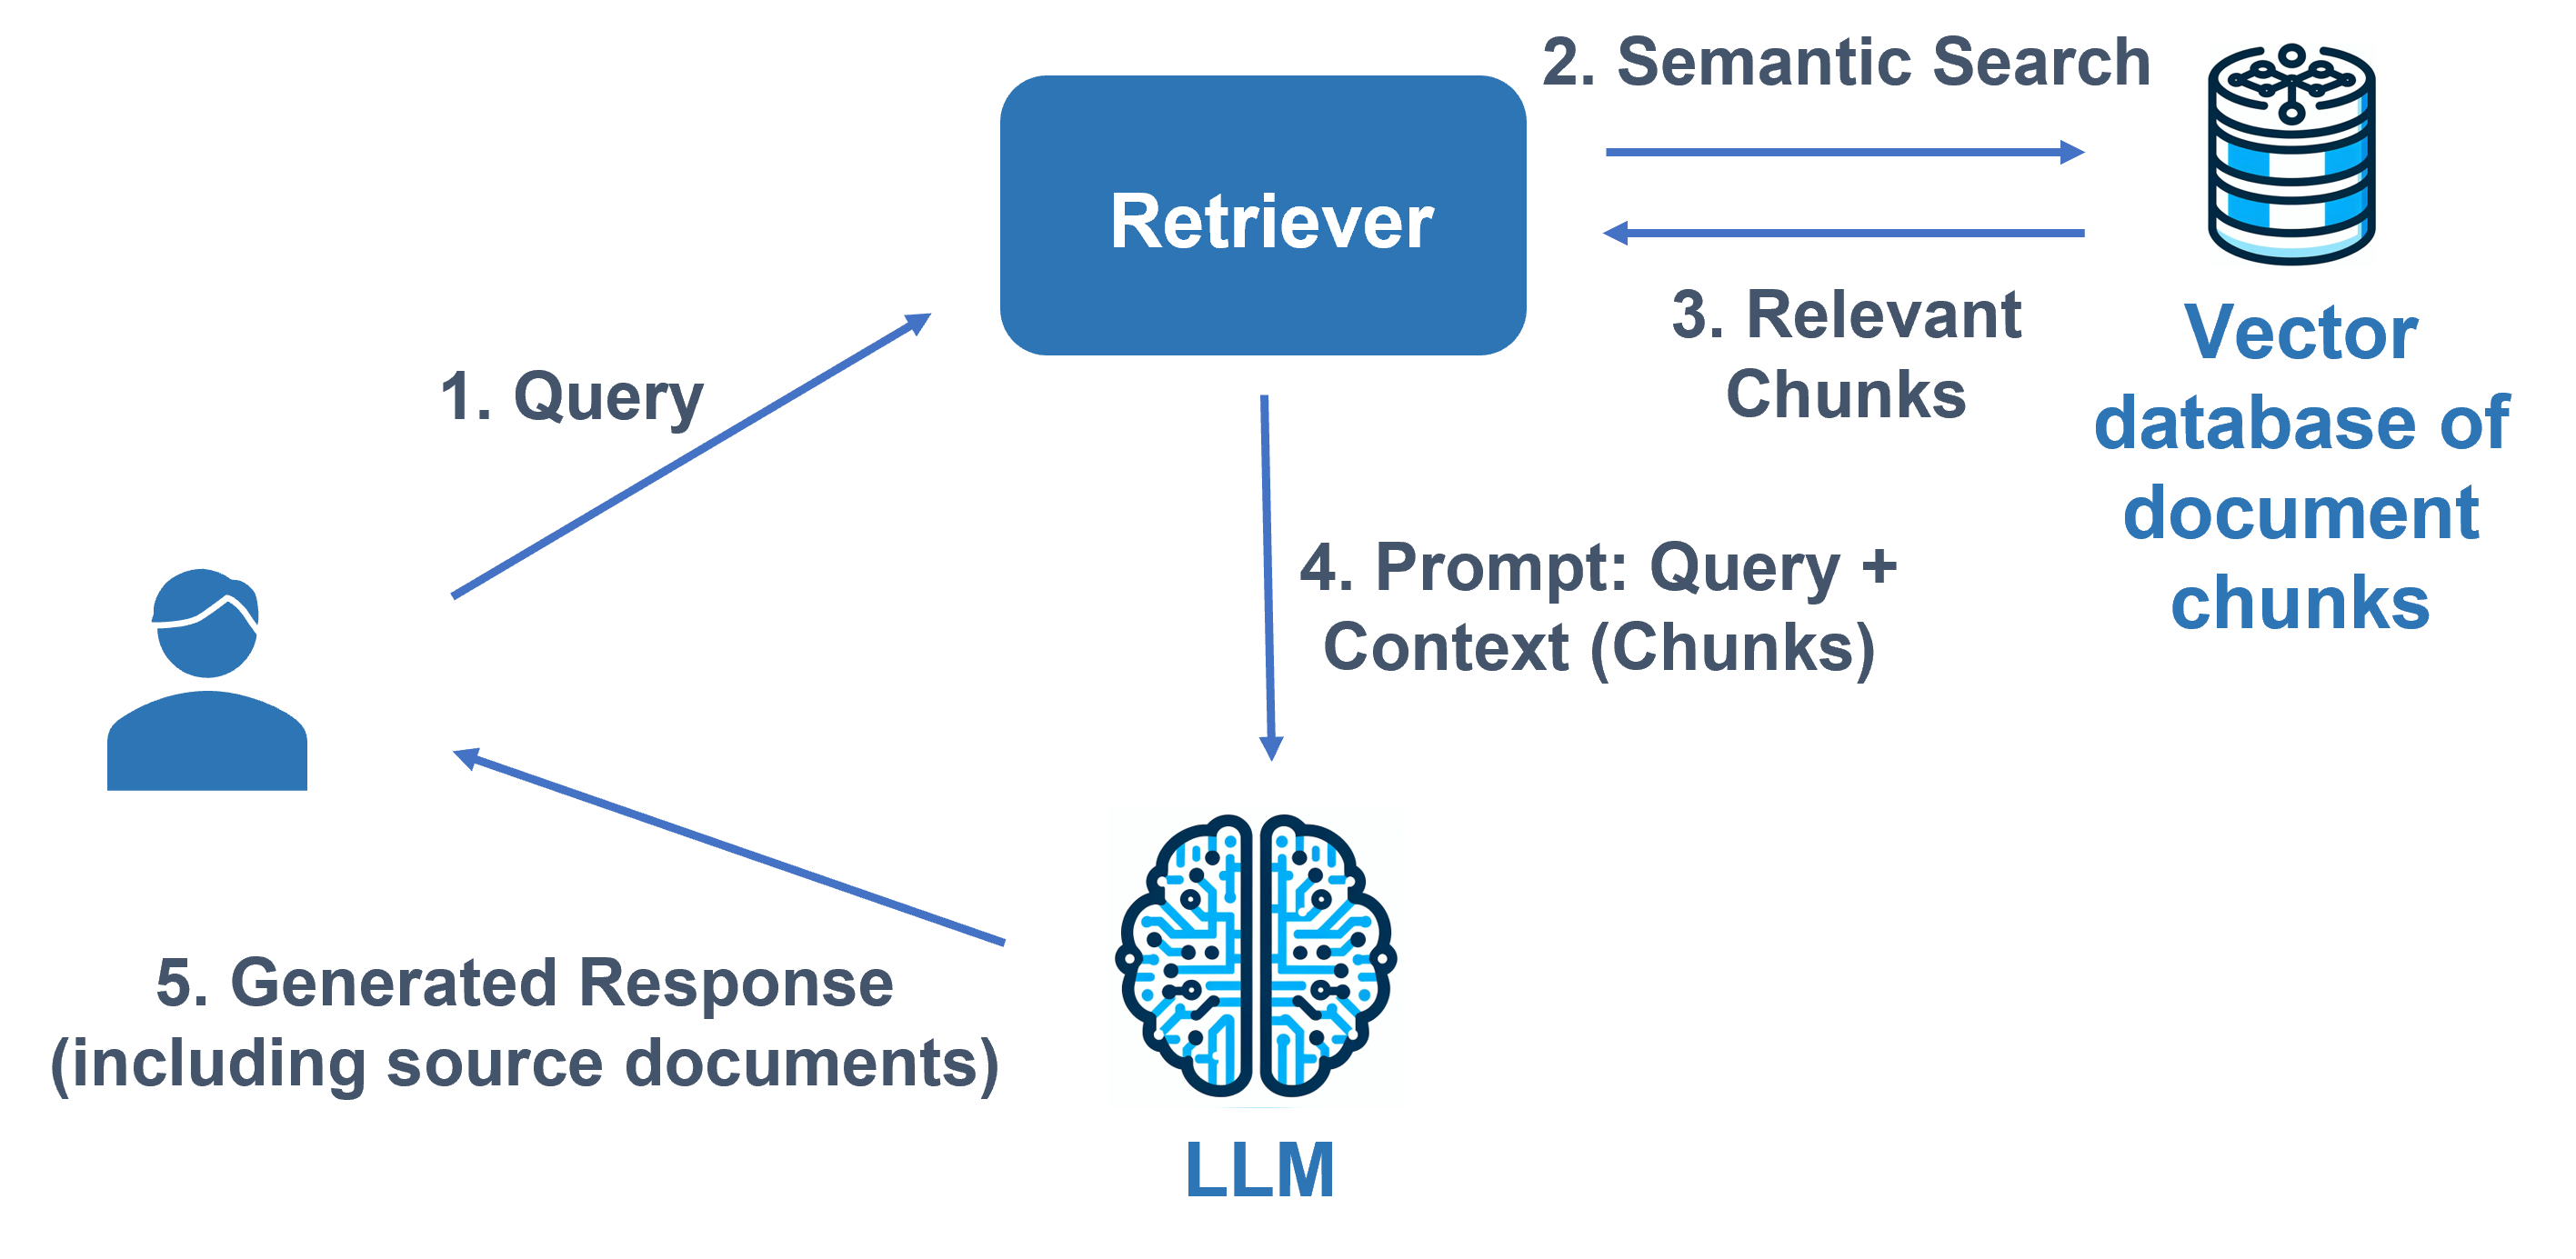 2. Semantic Search
Retriever
3. Relevant
Chunks
Vector
database of
document
chunks
1. Query
4. Prompt: Query +
Context (Chunks)
5. Generated Response
(including source documents)
LLM